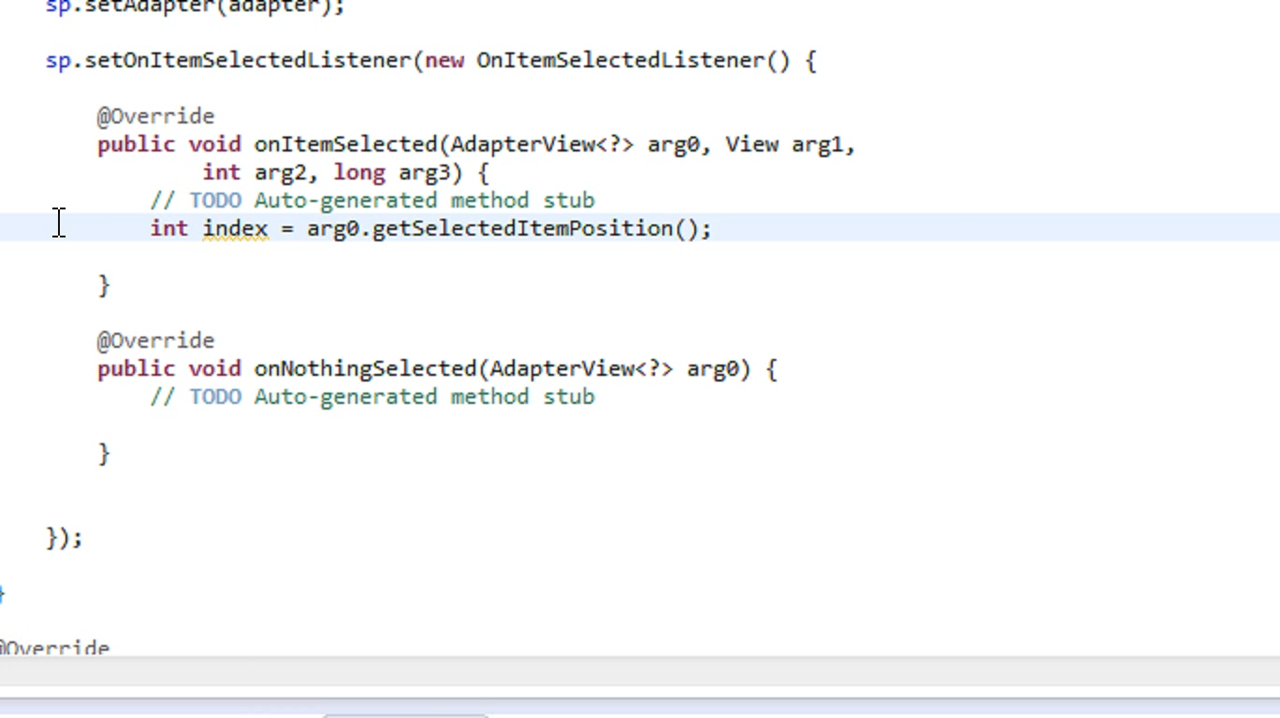 sp.setAdapter(adapter);
sp.setOnItemSelectedListener(new OnItemSelectedListener() {
@Override
public void onItemSelected(AdapterView<?> arg0, View arg1,
int arg2, long arg3) {
// TODO Auto-generated method stub
int index = arg0.getSelectedItemPosition();
}
@Override
public void onNothingSelected(AdapterView<?> arg0) {
// TODO Auto-generated method stub
}
});
}
@Override